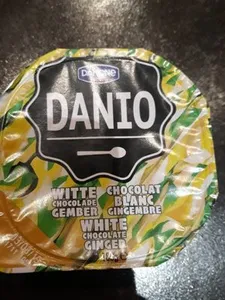 DANONE
DANIO
WITTE CHOCOLAT
CHOCOLADE BLANC
GEMBER GINGEMBRE
WHITE
CHOCOLATE
GINGER